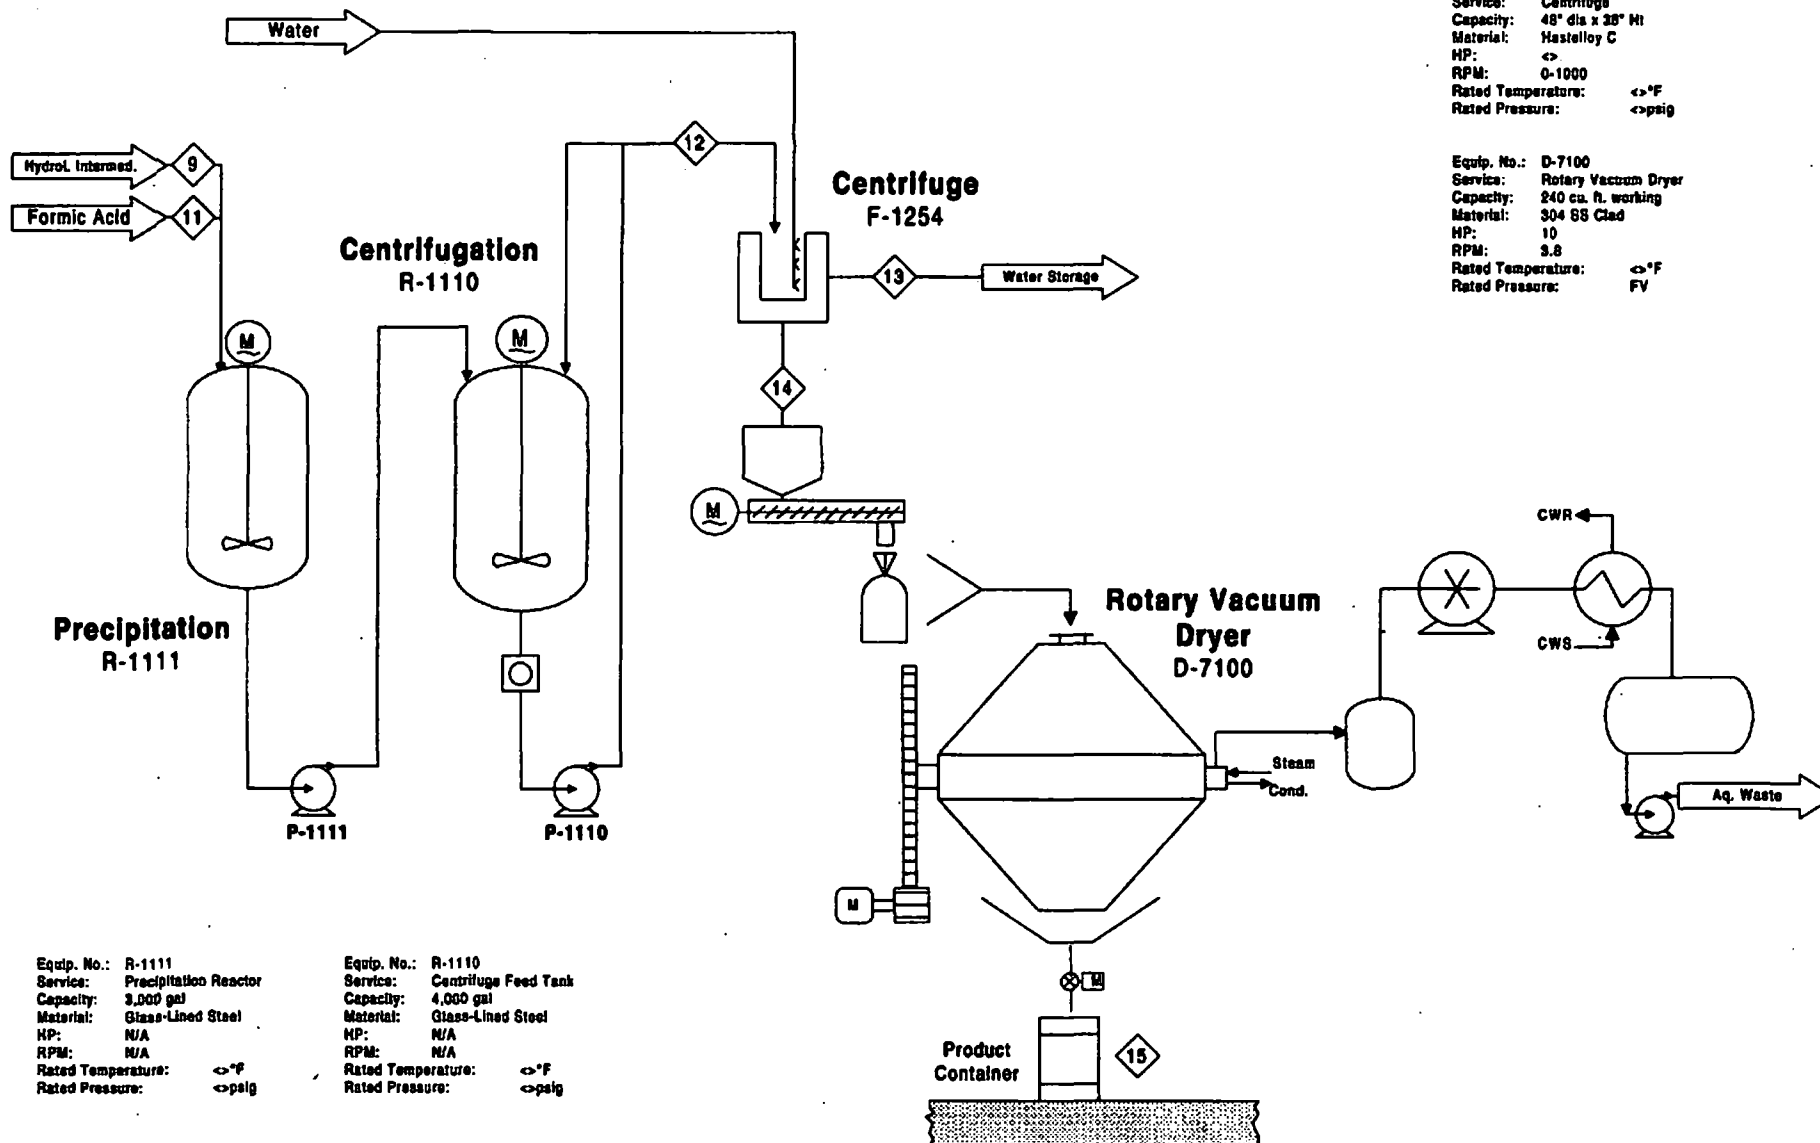 Water
Service: Centrifuge
Capacity: 48" dia x 38" Ht
Material: Hastelloy C
HP: <>
RPM: 0-1000
Rated Temperature: <>°F
Rated Pressure: <>psig
Hydrol. Intermed.
9
Formic Acid
11
12
Centrifuge
F-1254
Equip. No.: D-7100
Service: Rotary Vacuum Dryer
Capacity: 240 cu. ft. working
Material: 304 SS Clad
HP: 10
RPM: 3.8
Rated Temperature: <>°F
Rated Pressure: FV
Centrifugation
R-1110
13
Water Storage
M
M
14
M
CWR
CWS
Precipitation
R-1111
Rotary Vacuum
Dryer
D-7100
Steam
Cond.
Aq. Waste
P-1111
P-1110
M
Equip. No.: R-1111
Service: Precipitation Reactor
Capacity: 3,000 gal
Material: Glass-Lined Steel
HP: N/A
RPM: N/A
Rated Temperature: <>°F
Rated Pressure: <>psig
Equip. No.: R-1110
Service: Centrifuge Feed Tank
Capacity: 4,000 gal
Material: Glass-Lined Steel
HP: N/A
RPM: N/A
Rated Temperature: <>°F
Rated Pressure: <>psig
M
Product
Container
15